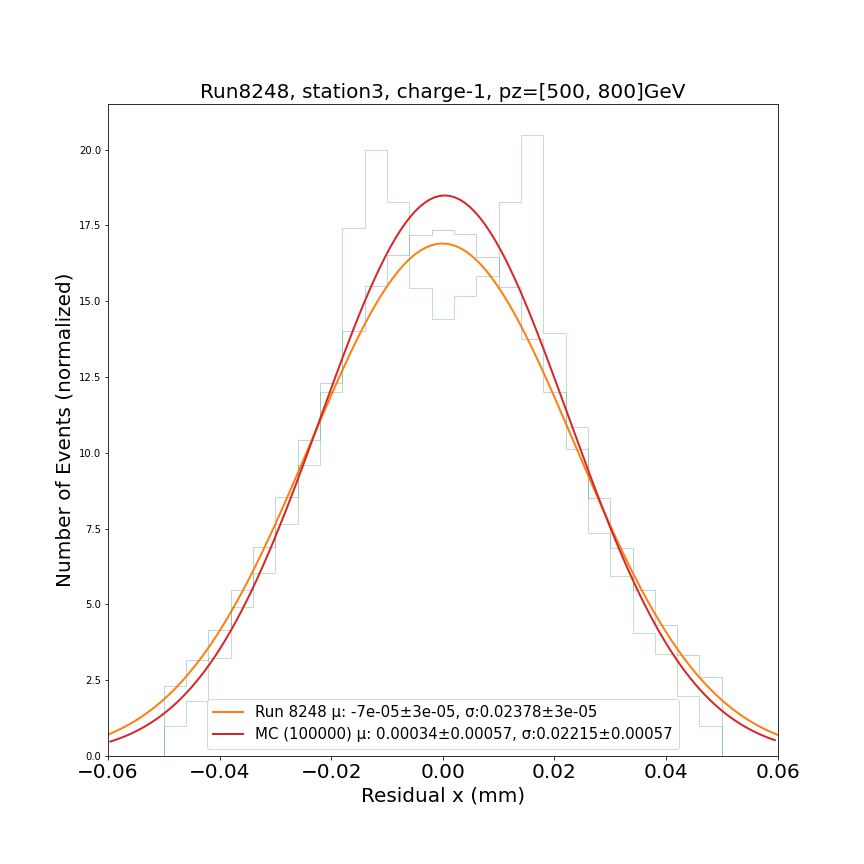 Run8248, station3, charge-1, pz=[500, 800]GeV
Number of Events (normalized)
20.0
17.5
15.0
12.5
10.0
7.5
5.0
2.5
0.0
Run 8248 μ: -7e-05±3e-05, σ:0.02378±3e-05
MC (100000) μ: 0.00034±0.00057, σ:0.02215±0.00057
−0.06 −0.04 −0.02 0.00 0.02 0.04 0.06
Residual x (mm)